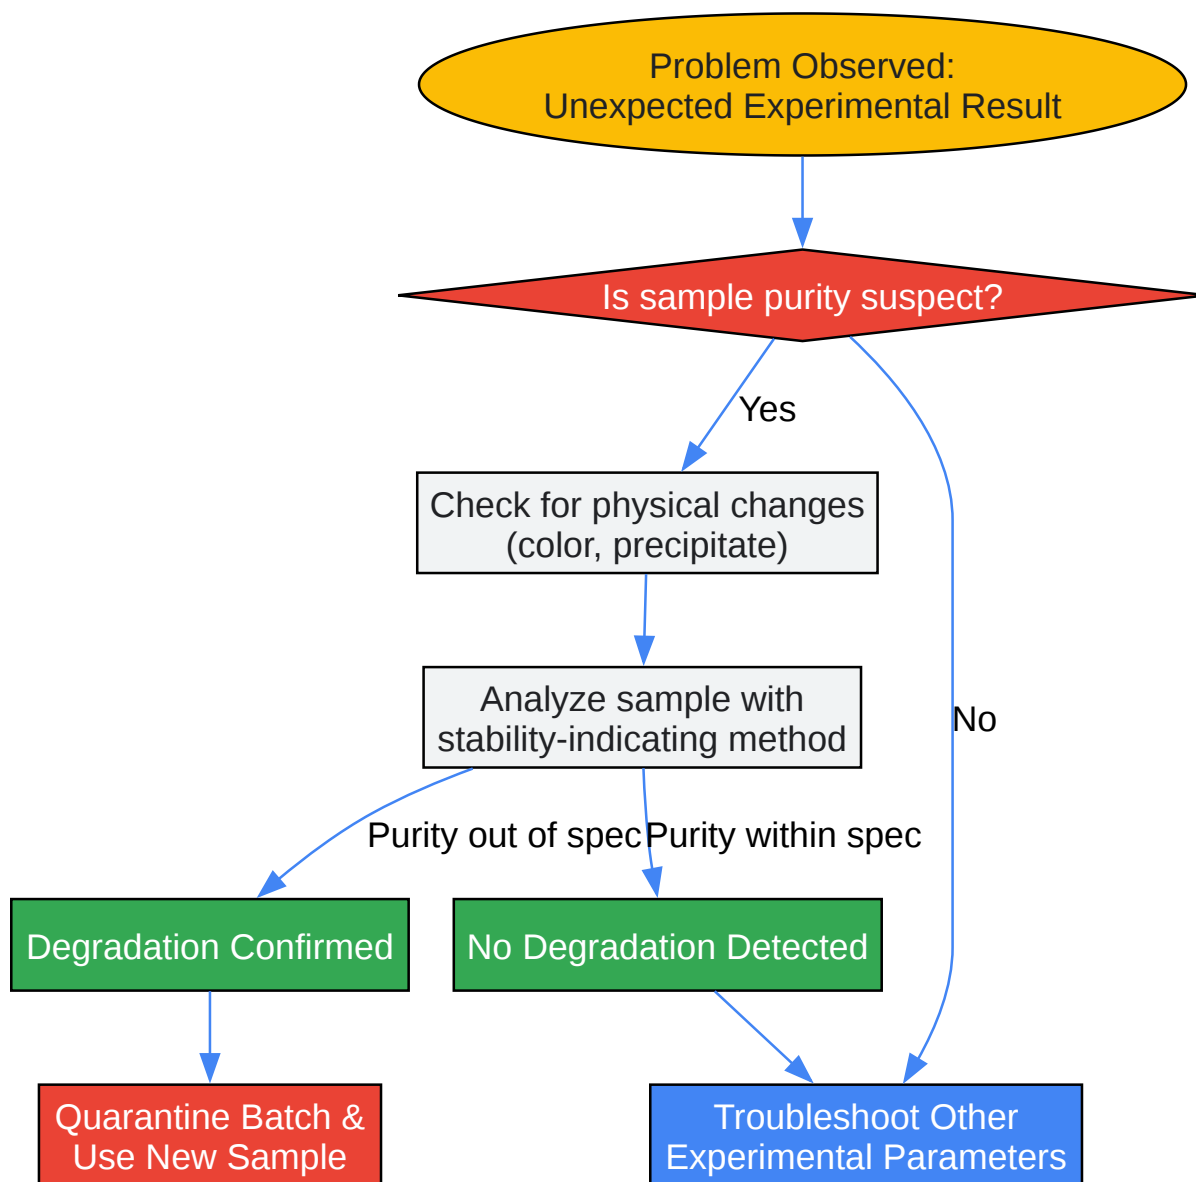 Problem Observed:
Unexpected Experimental Result
Is sample purity suspect?
Yes
Check for physical changes
(color, precipitate)
Analyze sample with
stability-indicating method
No
Purity out of spec
Purity within spec
Degradation Confirmed
No Degradation Detected
Quarantine Batch &
Use New Sample
Troubleshoot Other
Experimental Parameters